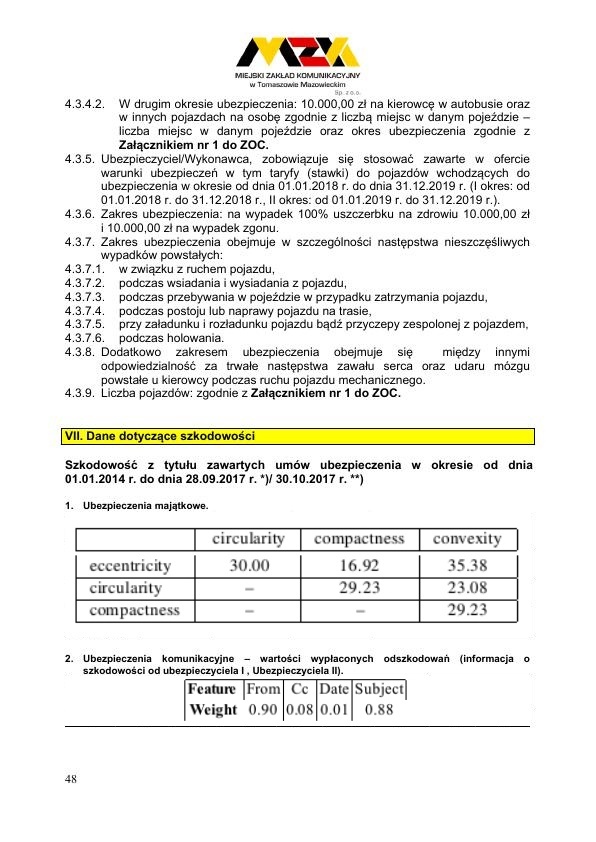 MZK
MIEJSKI ZAKŁAD KOMUNIKACYJNY
w Tomaszowie Mazowieckim
Sp. z o.o.
4.3.4.2. W drugim okresie ubezpieczenia: 10.000,00 zł na kierowcę w autobusie oraz
w innych pojazdach na osobę zgodnie z liczbą miejsc w danym pojeździe –
liczba miejsc w danym pojeździe oraz okres ubezpieczenia zgodnie z
Załącznikiem nr 1 do ZOC.
4.3.5. Ubezpieczyciel/Wykonawca, zobowiązuje się stosować zawarte w ofercie
warunki ubezpieczeń w tym taryfy (stawki) do pojazdów wchodzących do
ubezpieczenia w okresie od dnia 01.01.2018 r. do dnia 31.12.2019 r. (I okres: od
01.01.2018 r. do 31.12.2018 r., II okres: od 01.01.2019 r. do 31.12.2019 r.).
4.3.6. Zakres ubezpieczenia: na wypadek 100% uszczerbku na zdrowiu 10.000,00 zł
i 10.000,00 zł na wypadek zgonu.
4.3.7. Zakres ubezpieczenia obejmuje w szczególności następstwa nieszczęśliwych
wypadków powstałych:
4.3.7.1. w związku z ruchem pojazdu,
4.3.7.2. podczas wsiadania i wysiadania z pojazdu,
4.3.7.3. podczas przebywania w pojeździe w przypadku zatrzymania pojazdu,
4.3.7.4. podczas postoju lub naprawy pojazdu na trasie,
4.3.7.5. przy załadunku i rozładunku pojazdu bądź przyczepy zespolonej z pojazdem,
4.3.7.6. podczas holowania.
4.3.8. Dodatkowo zakresem ubezpieczenia obejmuje się między innymi
odpowiedzialność za trwałe następstwa zawału serca oraz udaru mózgu
powstałe u kierowcy podczas ruchu pojazdu mechanicznego.
4.3.9. Liczba pojazdów: zgodnie z Załącznikiem nr 1 do ZOC.
VII. Dane dotyczące szkodowości
Szkodowość z tytułu zawartych umów ubezpieczenia w okresie od dnia
01.01.2014 r. do dnia 28.09.2017 r. *)/ 30.10.2017 r. **)
1. Ubezpieczenia majątkowe.
circularity compactness convexity
eccentricity 30.00 16.92 35.38
circularity – 29.23 23.08
compactness – – 29.23
2. Ubezpieczenia komunikacyjne – wartości wypłaconych odszkodowań (informacja o
szkodowości od ubezpieczyciela I , Ubezpieczyciela II).
Feature From Cc Date Subject
Weight 0.90 0.08 0.01 0.88
48